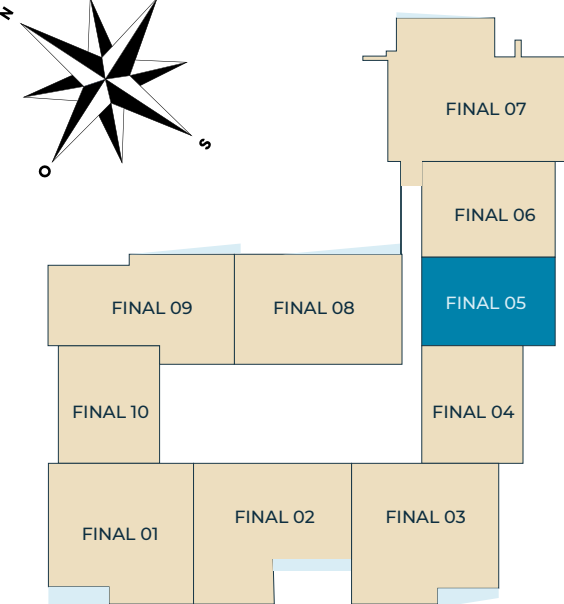 N
S
O
FINAL 07
FINAL 06
FINAL 05
FINAL 09
FINAL 08
FINAL 10
FINAL 04
FINAL 01
FINAL 02
FINAL 03